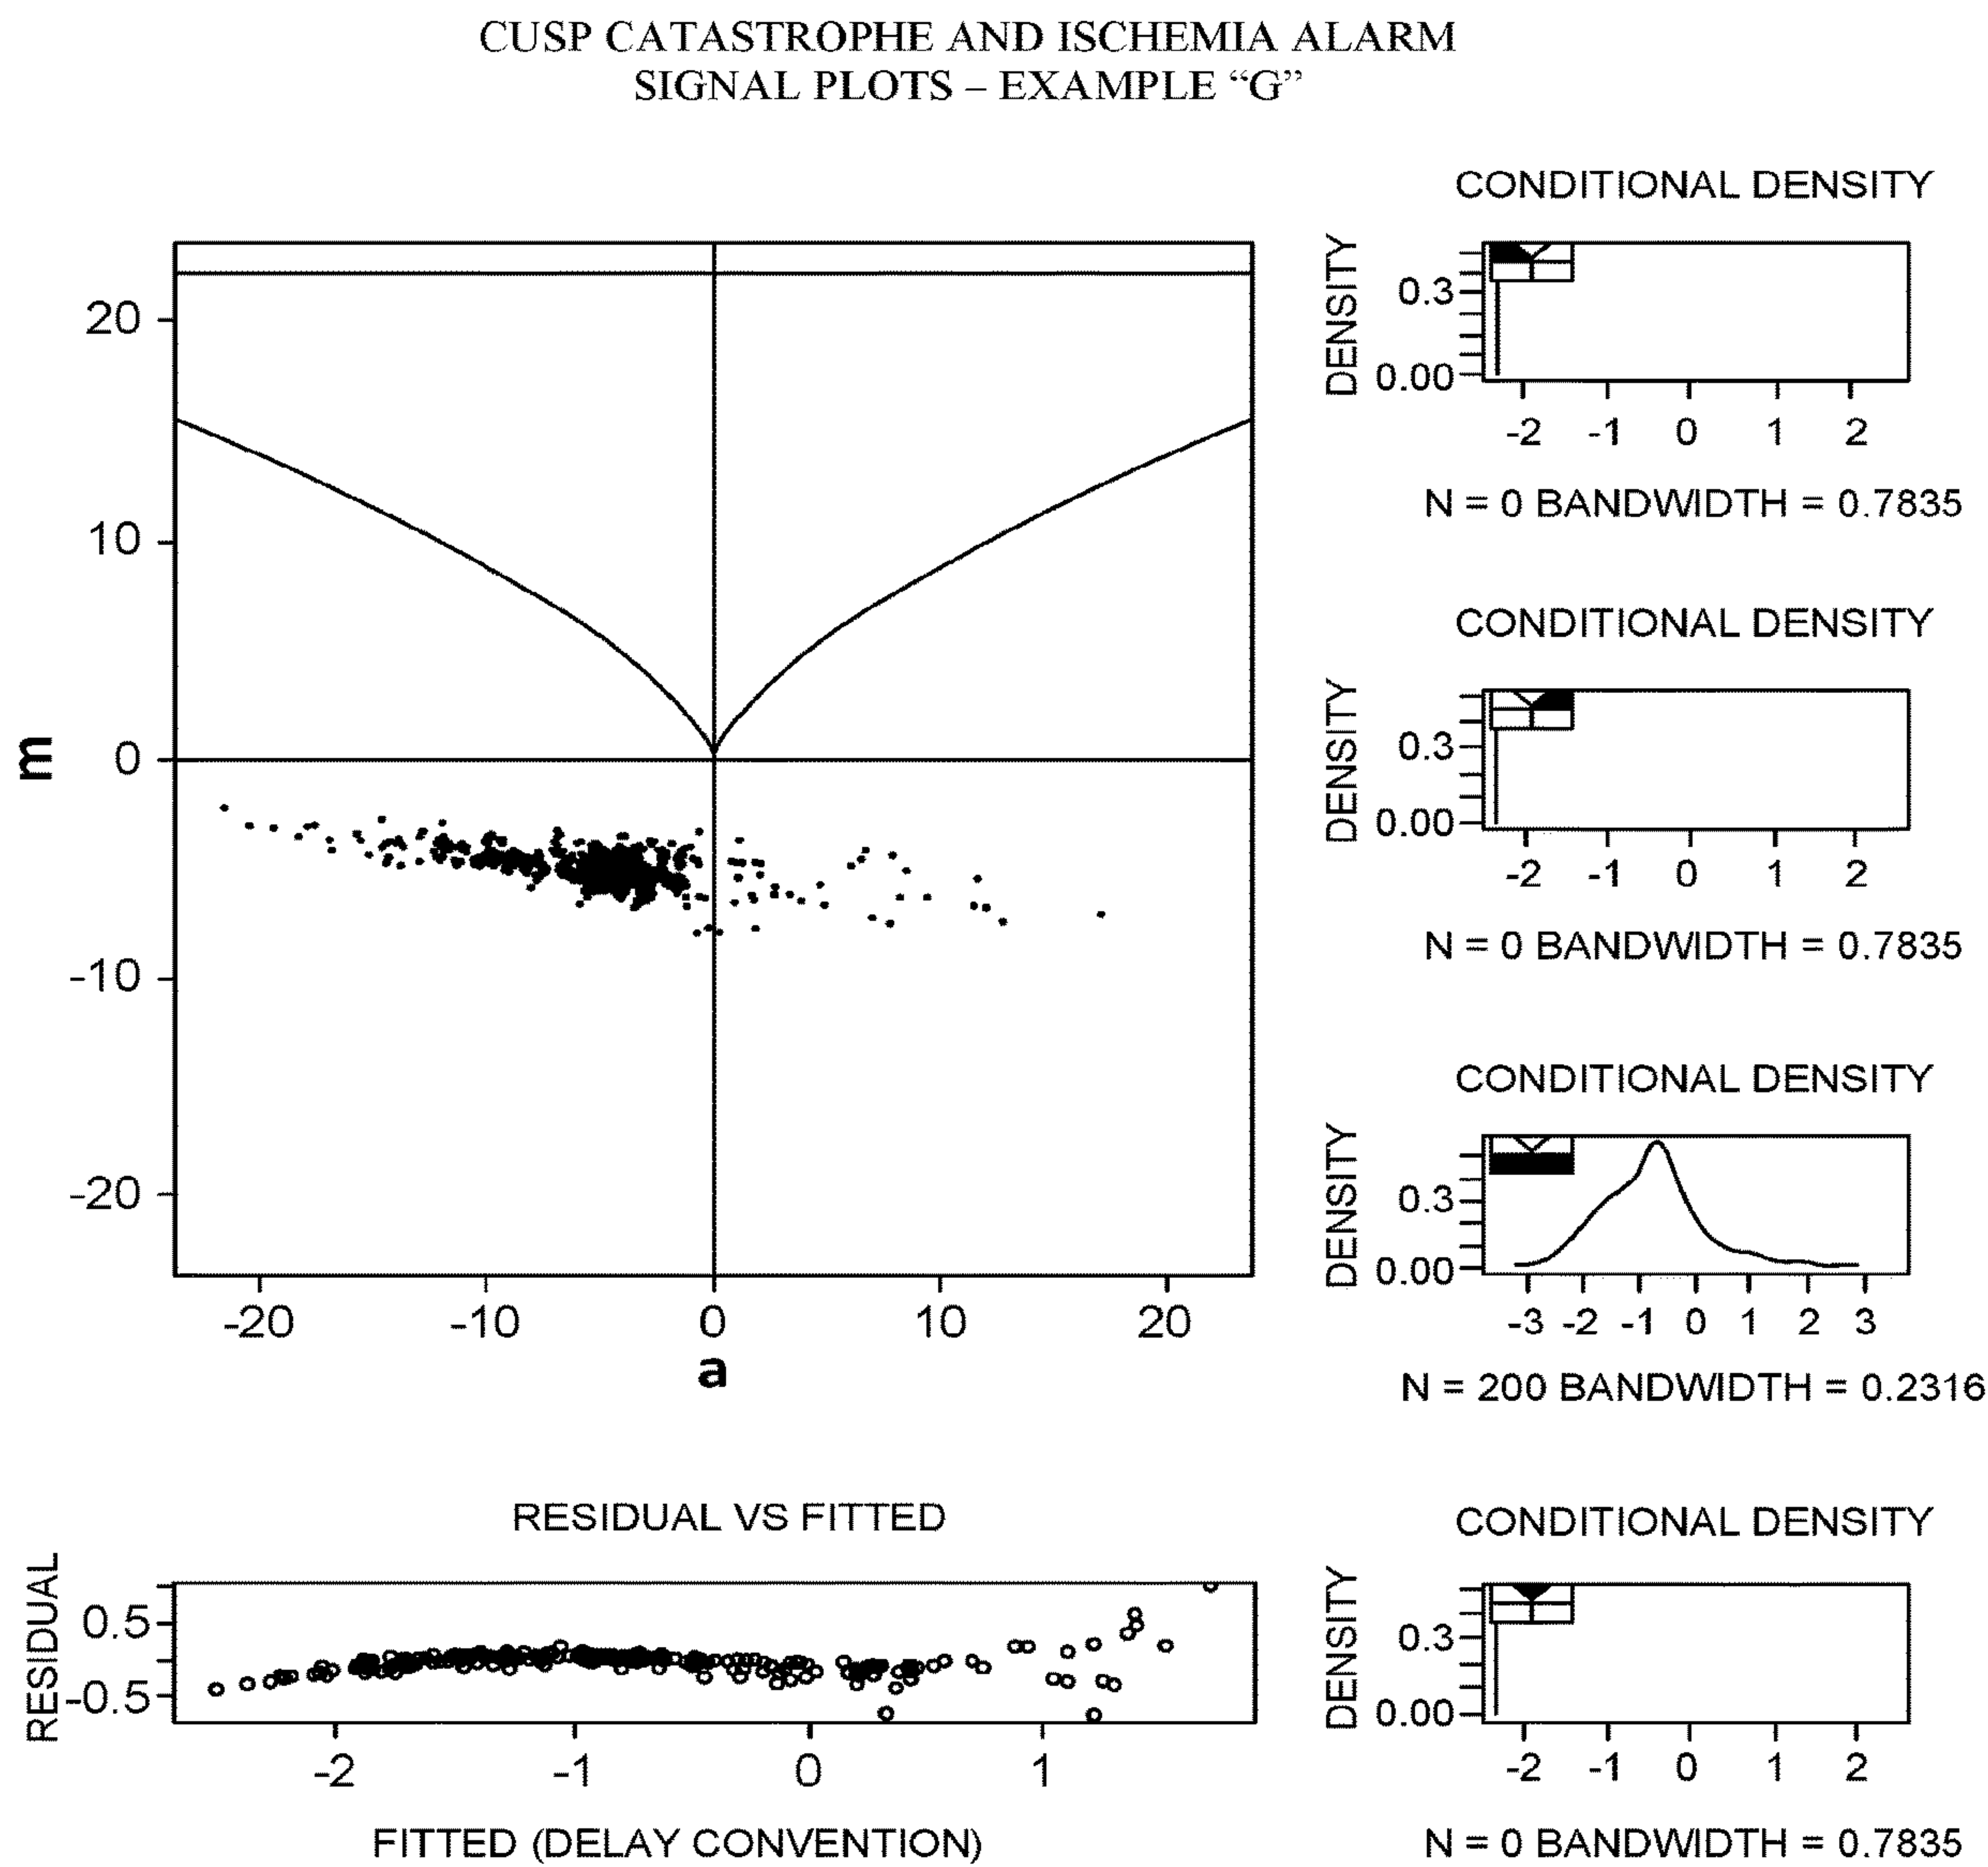 CUSP CATASTROPHE AND ISCHEMIA ALARM
SIGNAL PLOTS – EXAMPLE “G”
m
20
10
0
-10
-20
-20 -10 0 10 20
a
CONDITIONAL DENSITY
DENSITY
0.3
0.00
-2 -1 0 1 2
N = 0 BANDWIDTH = 0.7835
CONDITIONAL DENSITY
DENSITY
0.3
0.00
-2 -1 0 1 2
N = 0 BANDWIDTH = 0.7835
CONDITIONAL DENSITY
DENSITY
0.3
0.00
-3 -2 -1 0 1 2 3
N = 200 BANDWIDTH = 0.2316
RESIDUAL VS FITTED
RESIDUAL
0.5
-0.5
-2 -1 0 1
FITTED (DELAY CONVENTION)
CONDITIONAL DENSITY
DENSITY
0.3
0.00
-2 -1 0 1 2
N = 0 BANDWIDTH = 0.7835